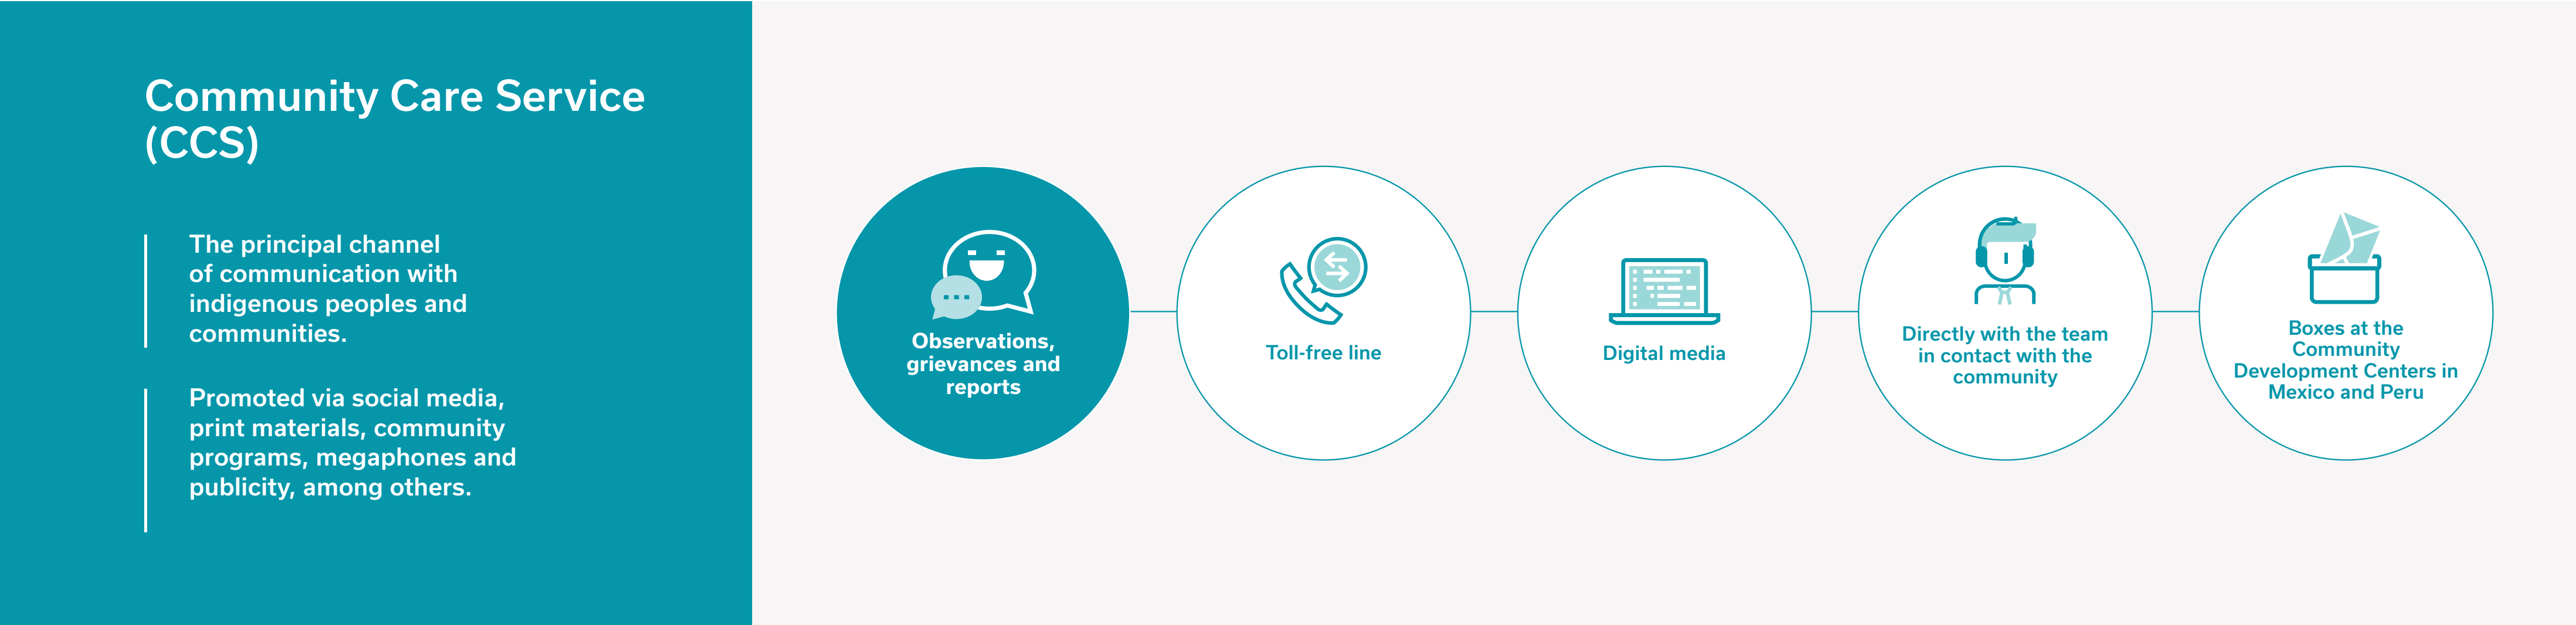 Community Care Service
(CCS)
The principal channel
of communication with
indigenous peoples and
communities.
Promoted via social media,
print materials, community
programs, megaphones and
publicity, among others.
Observations,
grievances and
reports
Toll-free line
Digital media
Directly with the team
in contact with the
community
Boxes at the
Community
Development Centers in
Mexico and Peru